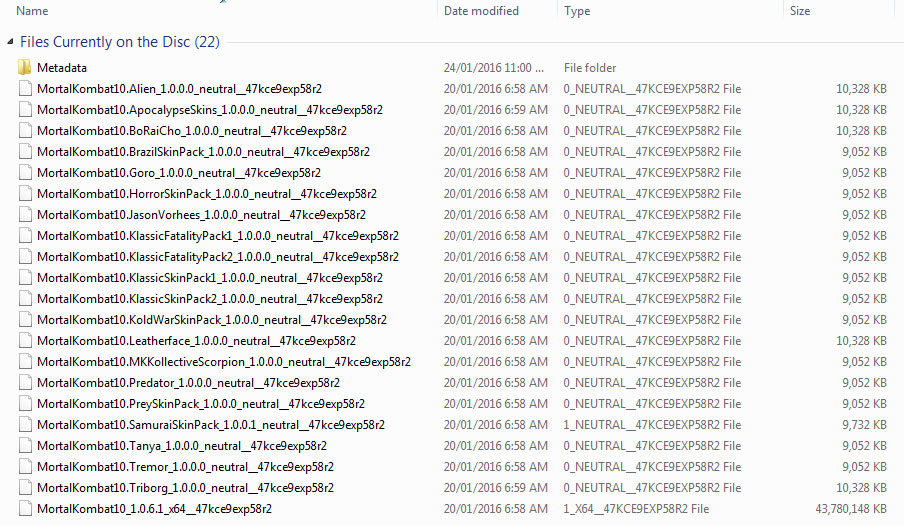 Name Date modified Type Size
Files Currently on the Disc (22)
Metadata 24/01/2016 11:00 ... File folder
MortalKombat10.Alien_1.0.0.0_neutral__47kce9exp58r2 20/01/2016 6:58 AM 0_NEUTRAL__47KCE9EXP58R2 File 10,328 KB
MortalKombat10.ApocalypseSkins_1.0.0.0_neutral__47kce9exp58r2 20/01/2016 6:59 AM 0_NEUTRAL__47KCE9EXP58R2 File 10,328 KB
MortalKombat10.BoRaiCho_1.0.0.0_neutral__47kce9exp58r2 20/01/2016 6:58 AM 0_NEUTRAL__47KCE9EXP58R2 File 10,328 KB
MortalKombat10.BrazilSkinPack_1.0.0.0_neutral__47kce9exp58r2 20/01/2016 6:58 AM 0_NEUTRAL__47KCE9EXP58R2 File 9,052 KB
MortalKombat10.Goro_1.0.0.0_neutral__47kce9exp58r2 20/01/2016 6:58 AM 0_NEUTRAL__47KCE9EXP58R2 File 9,052 KB
MortalKombat10.HorrorSkinPack_1.0.0.0_neutral__47kce9exp58r2 20/01/2016 6:58 AM 0_NEUTRAL__47KCE9EXP58R2 File 9,052 KB
MortalKombat10.JasonVorhees_1.0.0.0_neutral__47kce9exp58r2 20/01/2016 6:58 AM 0_NEUTRAL__47KCE9EXP58R2 File 9,052 KB
MortalKombat10.KlassicFatalityPack1_1.0.0.0_neutral__47kce9exp58r2 20/01/2016 6:58 AM 0_NEUTRAL__47KCE9EXP58R2 File 9,052 KB
MortalKombat10.KlassicFatalityPack2_1.0.0.0_neutral__47kce9exp58r2 20/01/2016 6:58 AM 0_NEUTRAL__47KCE9EXP58R2 File 9,052 KB
MortalKombat10.KlassicSkinPack1_1.0.0.0_neutral__47kce9exp58r2 20/01/2016 6:58 AM 0_NEUTRAL__47KCE9EXP58R2 File 9,052 KB
MortalKombat10.KlassicSkinPack2_1.0.0.0_neutral__47kce9exp58r2 20/01/2016 6:58 AM 0_NEUTRAL__47KCE9EXP58R2 File 9,052 KB
MortalKombat10.KoldWarSkinPack_1.0.0.0_neutral__47kce9exp58r2 20/01/2016 6:58 AM 0_NEUTRAL__47KCE9EXP58R2 File 9,052 KB
MortalKombat10.Leatherface_1.0.0.0_neutral__47kce9exp58r2 20/01/2016 6:58 AM 0_NEUTRAL__47KCE9EXP58R2 File 10,328 KB
MortalKombat10.MKKollectiveScorpion_1.0.0.0_neutral__47kce9exp58r2 20/01/2016 6:58 AM 0_NEUTRAL__47KCE9EXP58R2 File 9,052 KB
MortalKombat10.Predator_1.0.0.0_neutral__47kce9exp58r2 20/01/2016 6:58 AM 0_NEUTRAL__47KCE9EXP58R2 File 9,052 KB
MortalKombat10.PreySkinPack_1.0.0.0_neutral__47kce9exp58r2 20/01/2016 6:58 AM 0_NEUTRAL__47KCE9EXP58R2 File 9,052 KB
MortalKombat10.SamuraiSkinPack_1.0.0.1_neutral__47kce9exp58r2 20/01/2016 6:58 AM 1_NEUTRAL__47KCE9EXP58R2 File 9,732 KB
MortalKombat10.Tanya_1.0.0.0_neutral__47kce9exp58r2 20/01/2016 6:58 AM 0_NEUTRAL__47KCE9EXP58R2 File 9,052 KB
MortalKombat10.Tremor_1.0.0.0_neutral__47kce9exp58r2 20/01/2016 6:58 AM 0_NEUTRAL__47KCE9EXP58R2 File 9,052 KB
MortalKombat10.Triborg_1.0.0.0_neutral__47kce9exp58r2 20/01/2016 6:59 AM 0_NEUTRAL__47KCE9EXP58R2 File 10,328 KB
MortalKombat10_1.0.6.1_x64__47kce9exp58r2 20/01/2016 6:58 AM 1_X64__47KCE9EXP58R2 File 43,780,148 KB